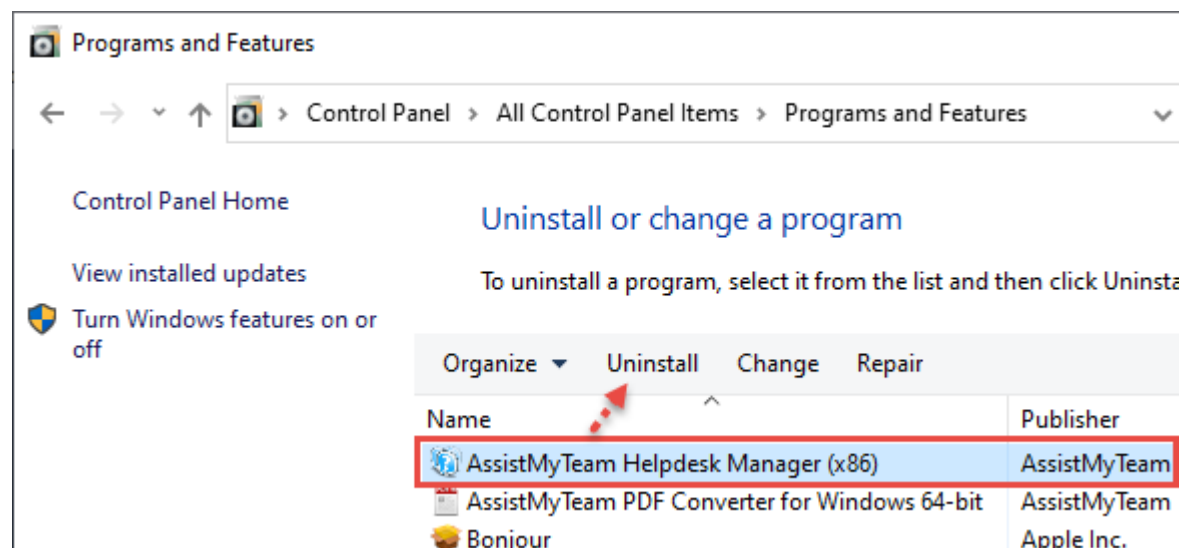 Programs and Features
Control Panel > All Control Panel Items > Programs and Features
Control Panel Home
View installed updates
Turn Windows features on or
off
Uninstall or change a program
To uninstall a program, select it from the list and then click Uninsta
Organize Uninstall Change Repair
Name Publisher
AssistMyTeam Helpdesk Manager (x86) AssistMyTeam
AssistMyTeam PDF Converter for Windows 64-bit AssistMyTeam
Bonjour Apple Inc.